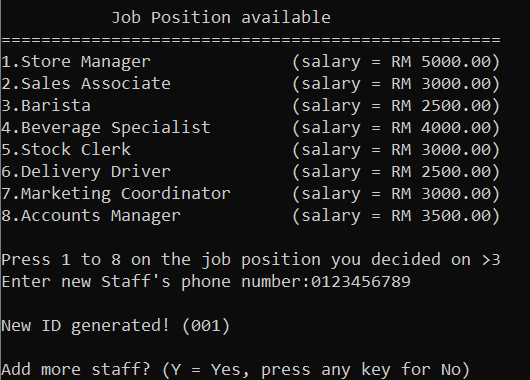 Job Position available
==================================================
1.Store Manager (salary = RM 5000.00)
2.Sales Associate (salary = RM 3000.00)
3.Barista (salary = RM 2500.00)
4.Beverage Specialist (salary = RM 4000.00)
5.Stock Clerk (salary = RM 3000.00)
6.Delivery Driver (salary = RM 2500.00)
7.Marketing Coordinator (salary = RM 3000.00)
8.Accounts Manager (salary = RM 3500.00)
Press 1 to 8 on the job position you decided on >3
Enter new Staff's phone number:0123456789
New ID generated! (001)
Add more staff? (Y = Yes, press any key for No)